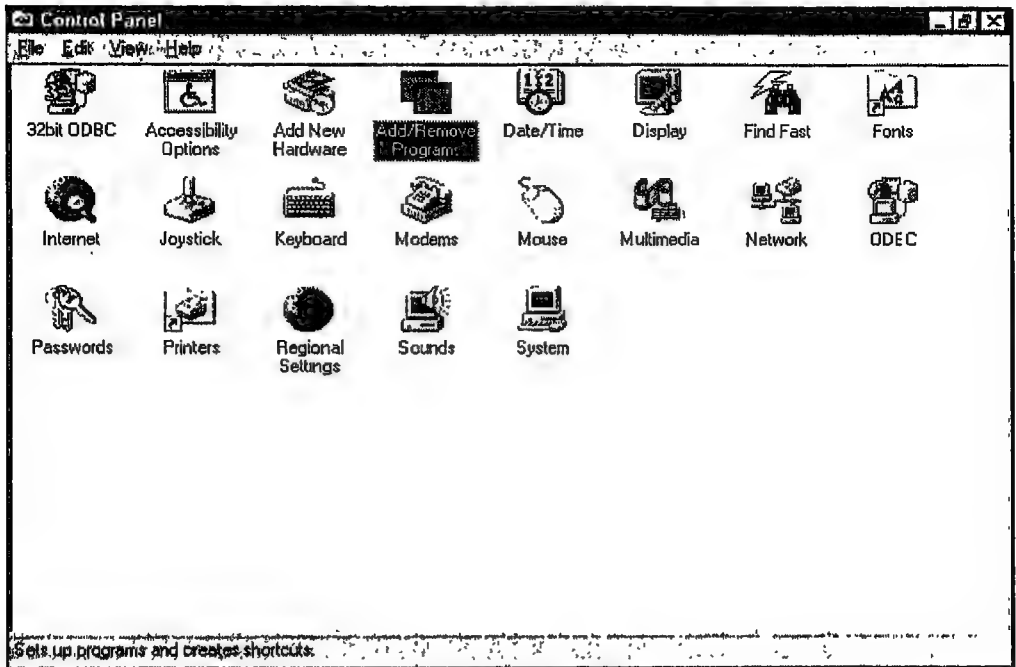 Control Panel
File Edit View Help
32bit ODBC Accessibility Options Add New Hardware Add/Remove Programs Date/Time Display Find Fast Fonts
Internet Joystick Keyboard Modems Mouse Multimedia Network ODEC
Passwords Printers Regional Settings Sounds System
Sets up programs and creates shortcuts.